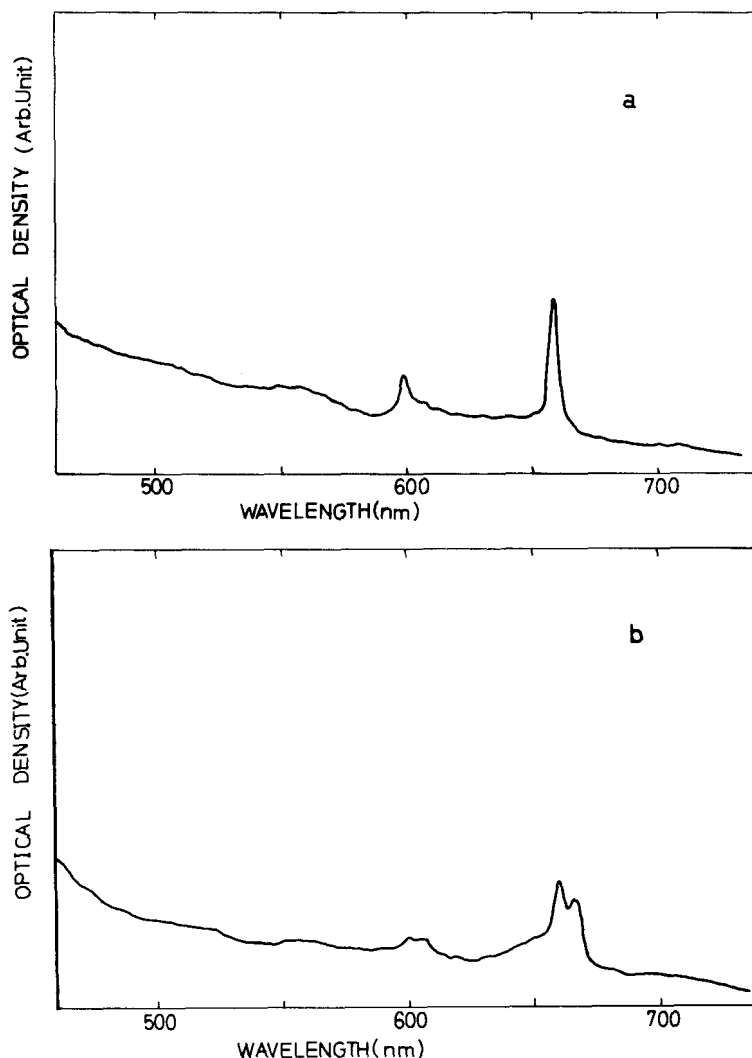 OPTICAL DENSITY (Arb.Unit)
a
500 600 700
WAVELENGTH(nm)
OPTICAL DENSITY(Arb.Unit)
b
500 600 700
WAVELENGTH(nm)